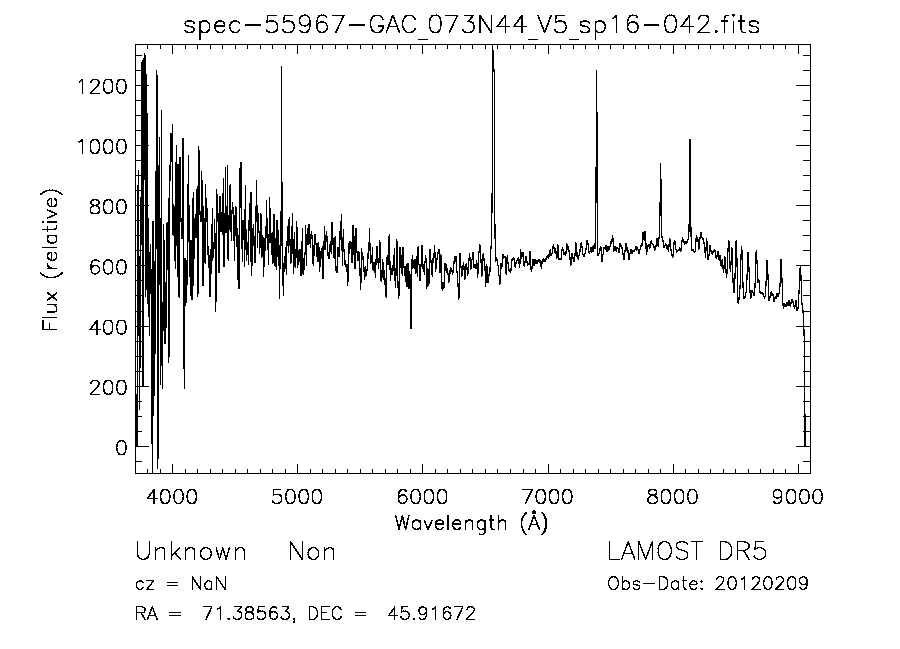 spec-55967-GAC_073N44_V5_sp16-042.fits
1200
1000
800
600
400
200
0
Flux (relative)
4000 5000 6000 7000 8000 9000
Wavelength (Å)
Unknown Non LAMOST DR5
cz = NaN Obs-Date: 20120209
RA = 71.38563, DEC = 45.91672